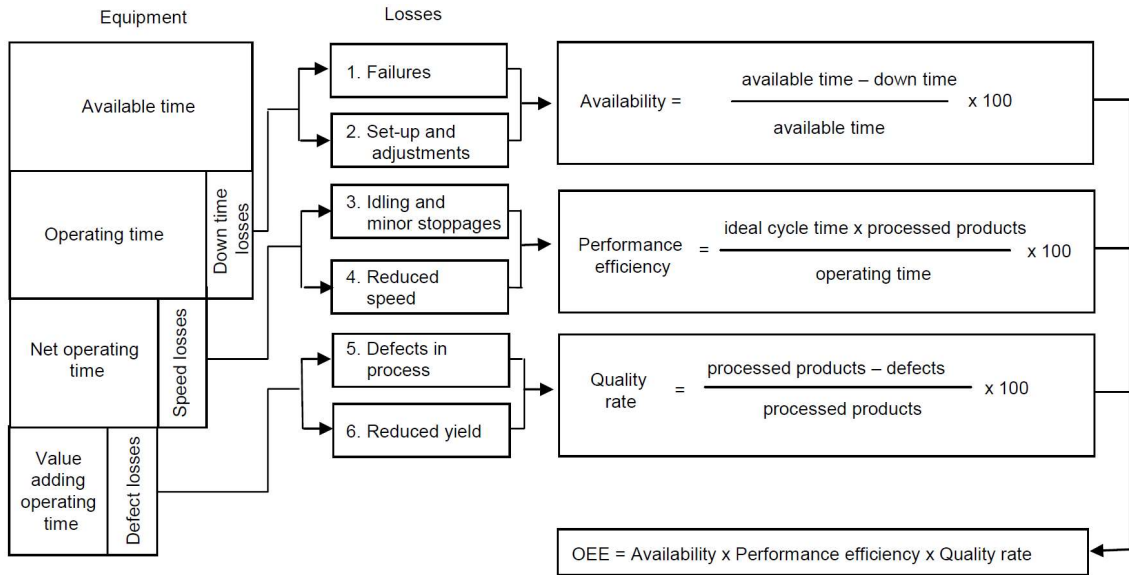 Equipment
Losses
Available time
Operating time
Down time
losses
Net operating
time
Speed losses
Value
adding
operating
time
Defect losses
1. Failures
2. Set-up and
adjustments
3. Idling and
minor stoppages
4. Reduced
speed
5. Defects in
process
6. Reduced yield
Availability =
available time – down time
available time
x 100
Performance
efficiency
=
ideal cycle time x processed products
operating time
x 100
Quality
rate
=
processed products – defects
processed products
x 100
OEE = Availability x Performance efficiency x Quality rate